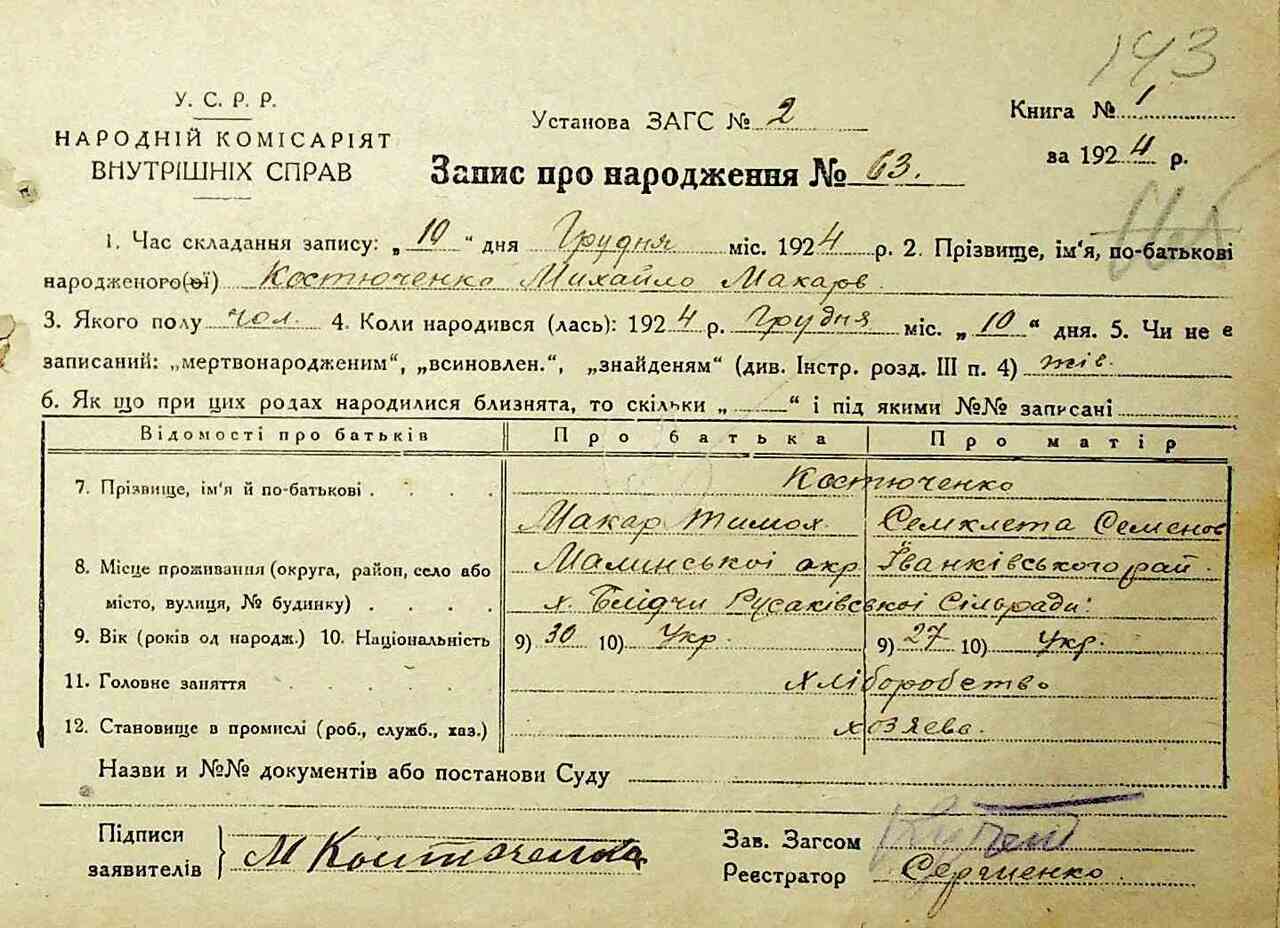 143
У. С. Р. Р.
НАРОДНІЙ КОМІСАРІЯТ
ВНУТРІШНІХ СПРАВ
Установа ЗАГС № 2
Книга № 1
за 1924 р.
Запис про народження № 63.
1. Час складання запису: „ 10 “ дня Грудня міс. 1924 р. 2. Прізвище, ім'я, по-батькові
народженого(ої) Костюченко Михайло Макаров.
3. Якого полу чол. 4. Коли народився (лась): 1924 р. Грудня міс. „ 10 “ дня. 5. Чи не є
записаний: „мертвонародженим“, „всиновлен.“, „знайденям“ (див. Інстр. розд. III п. 4) жів.
6. Як що при цих родах народилися близнята, то скільки „ “ і під якими №№ записані
Відомості про батьків Про батька Про матір
7. Прізвище, ім'я й по-батькові . . . . Костюченко
Макар Тимох. Семклета Семенов
8. Місце проживання (округа, район, село або Малинської окр Іванківського рай.
місто, вулиця, № будинку) . . . . х. Блідчи Русаківської Сільради.
9. Вік (років од народж.) 10. Національність 9) 30 10) Укр. 9) 27 10) Укр.
11. Головне заняття . . . . . хліборобство
12. Становище в промислі (роб., служб., хаз.) хозяева.
Назви и №№ документів або постанови Суду
Підписи
заявителів } М Костюченко
Зав. Загсом
Реєстратор Сергиенко